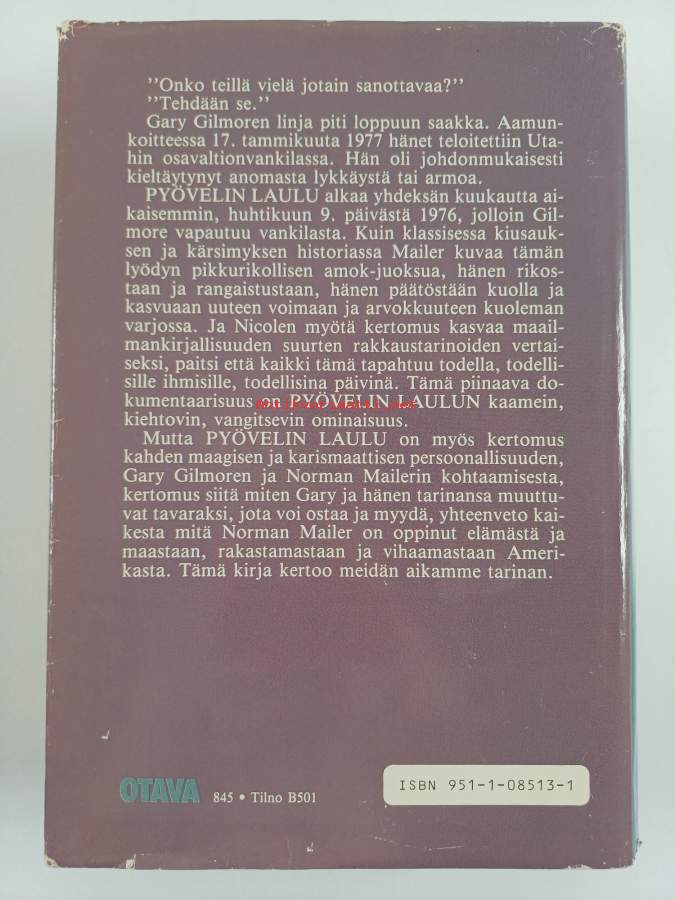 "Onko teillä vielä jotain sanottavaa?"
"Tehdään se."
Gary Gilmoren linja piti loppuun saakka. Aamun-
koitteessa 17. tammikuuta 1977 hänet teloitettiin Uta-
hin osavaltionvankilassa. Hän oli johdonmukaisesti
kieltäytynyt anomasta lykkäystä tai armoa.
PYÖVELIN LAULU alkaa yhdeksän kuukautta ai-
kaisemmin, huhtikuun 9. päivästä 1976, jolloin Gil-
more vapautuu vankilasta. Kuin klassisessa kiusauk-
sen ja kärsimyksen historiassa Mailer kuvaa tämän
lyödyn pikkurikollisen amok-juoksua, hänen rikos-
taan ja rangaistustaan, hänen päätöstään kuolla ja
kasvuaan uuteen voimaan ja arvokkuuteen kuoleman
varjossa. Ja Nicolen myötä kertomus kasvaa maail-
mankirjallisuuden suurten rakkaustarinoiden vertai-
seksi, paitsi että kaikki tämä tapahtuu todella, todelli-
sille ihmisille, todellisina päivinä. Tämä piinaava do-
kumentaarisuus on PYÖVELIN LAULUN kaamein,
kiehtovin, vangitsevin ominaisuus.
Mutta PYÖVELIN LAULU on myös kertomus
kahden maagisen ja karismaattisen persoonallisuuden,
Gary Gilmoren ja Norman Mailerin kohtaamisesta,
kertomus siitä miten Gary ja hänen tarinansa muuttu-
vat tavaraksi, jota voi ostaa ja myydä, yhteenveto kai-
kesta mitä Norman Mailer on oppinut elämästä ja
maastaan, rakastamastaan ja vihaamastaan Ameri-
kasta. Tämä kirja kertoo meidän aikamme tarinan.
OTAVA 845 • Tilno B501
ISBN 951-1-08513-1